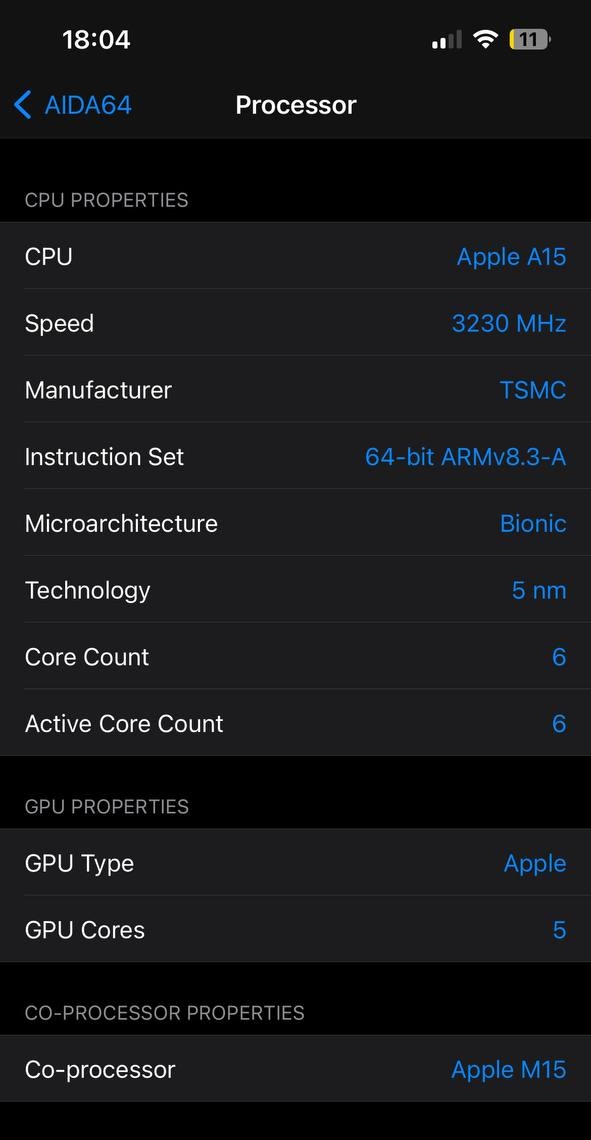 18:04
11
AIDA64 Processor
CPU PROPERTIES
CPU Apple A15
Speed 3230 MHz
Manufacturer TSMC
Instruction Set 64-bit ARMv8.3-A
Microarchitecture Bionic
Technology 5 nm
Core Count 6
Active Core Count 6
GPU PROPERTIES
GPU Type Apple
GPU Cores 5
CO-PROCESSOR PROPERTIES
Co-processor Apple M15